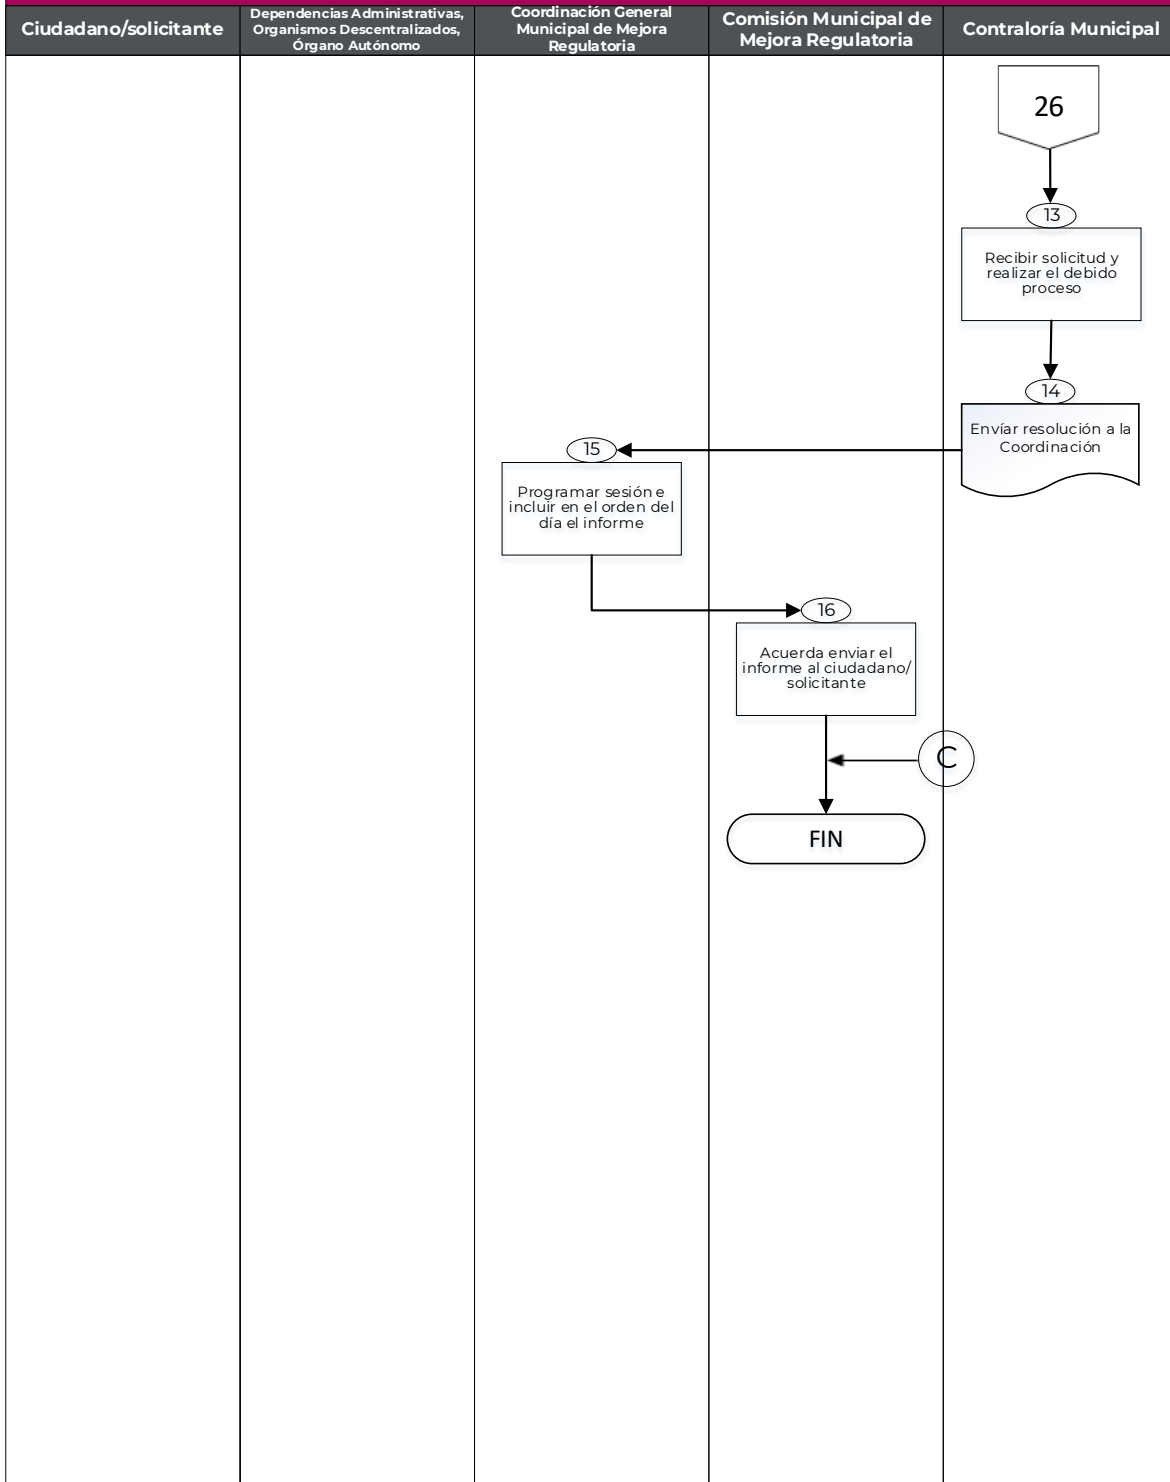 Ciudadano/solicitante
Dependencias Administrativas,
Organismos Descentralizados,
Órgano Autónomo
Coordinación General
Municipal de Mejora
Regulatoria
Comisión Municipal de
Mejora Regulatoria
Contraloría Municipal
26
13
Recibir solicitud y
realizar el debido
proceso
14
Envíar resolución a la
Coordinación
15
Programar sesión e
incluir en el orden del
día el informe
16
Acuerda enviar el
informe al ciudadano/
solicitante
C
FIN